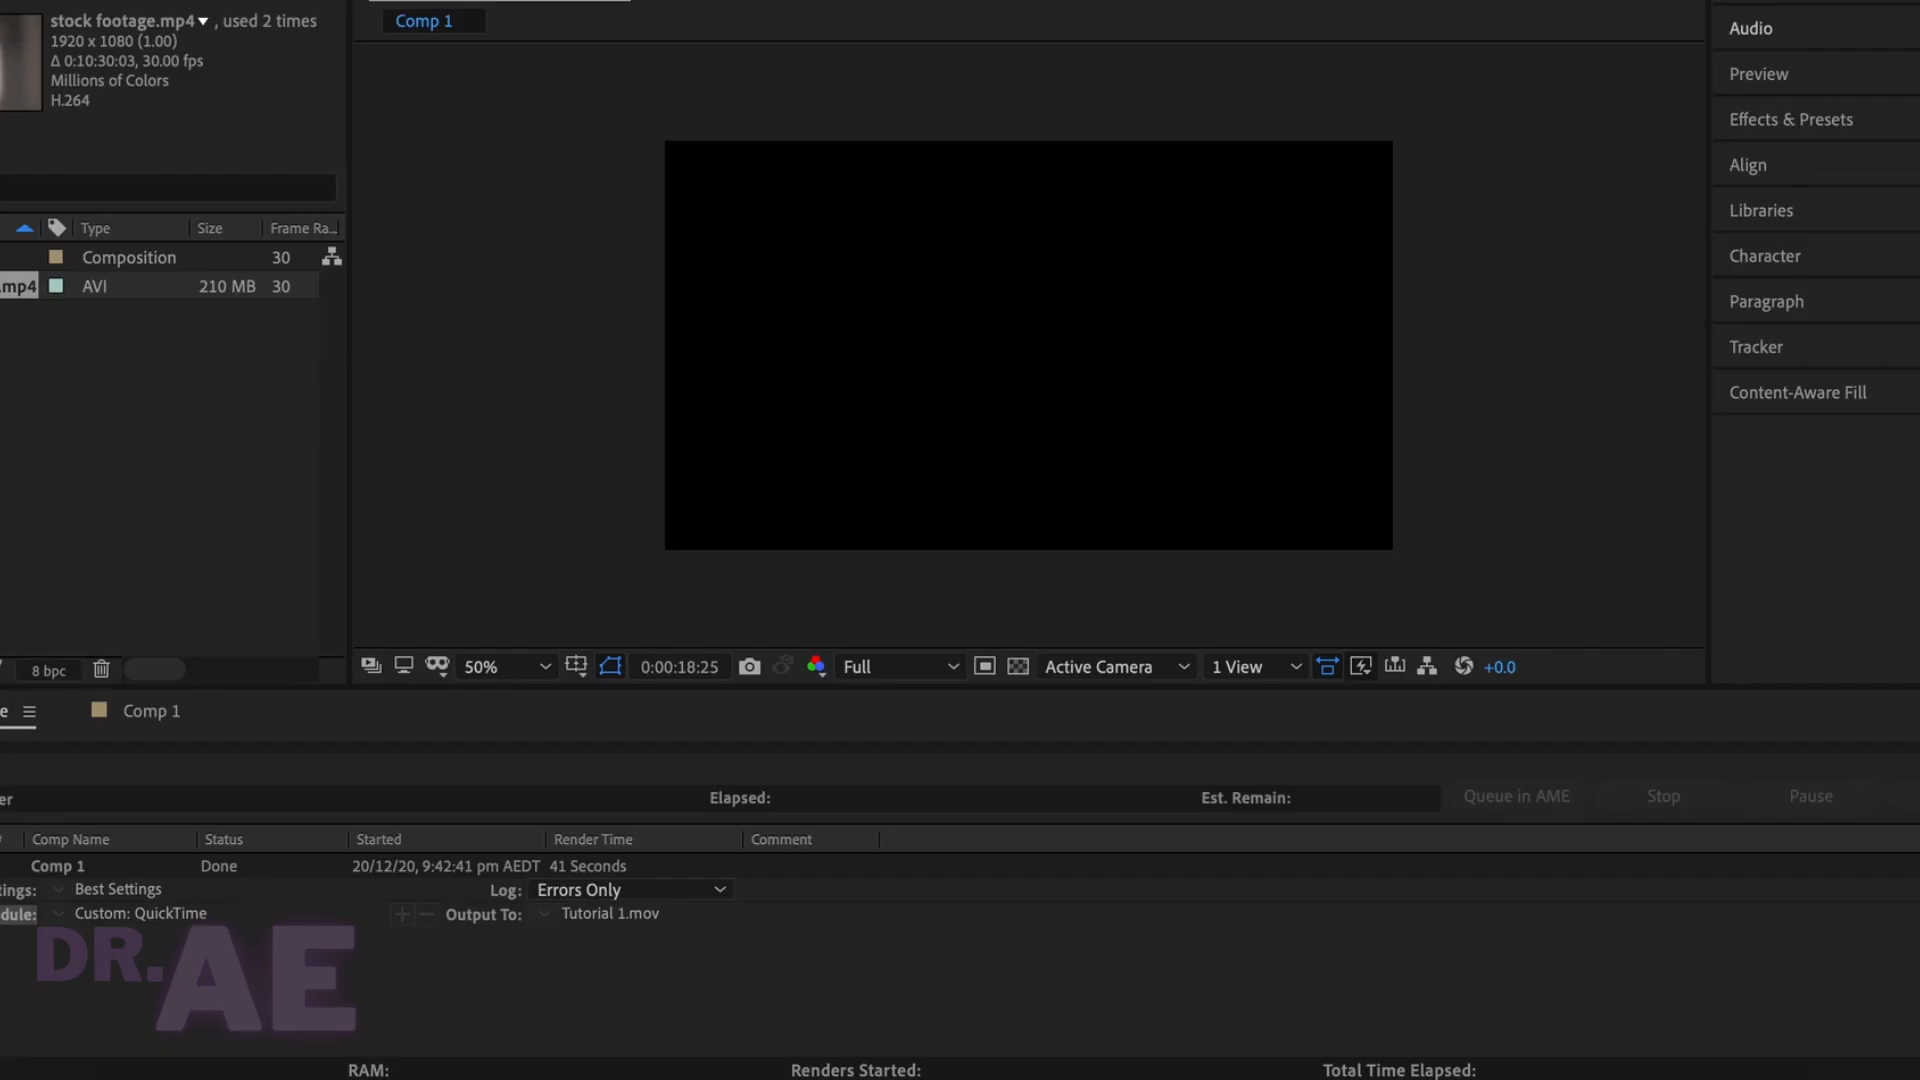 stock footage.mp4 , used 2 times
1920 x 1080 (1.00)
Δ 0:10:30:03, 30.00 fps
Millions of Colors
H.264
Comp 1
Audio
Preview
Effects & Presets
Align
Libraries
Character
Paragraph
Tracker
Content-Aware Fill
Type Size Frame Ra...
Composition 30
.mp4 AVI 210 MB 30
8 bpc
50% 0:00:18:25 Full Active Camera 1 View +0.0
e Comp 1
er Elapsed: Est. Remain: Queue in AME Stop Pause
Comp Name Status Started Render Time Comment
Comp 1 Done 20/12/20, 9:42:41 pm AEDT 41 Seconds
tings: Best Settings Log: Errors Only
dule: Custom: QuickTime + - Output To: Tutorial 1.mov
DR.AE
RAM: Renders Started: Total Time Elapsed: